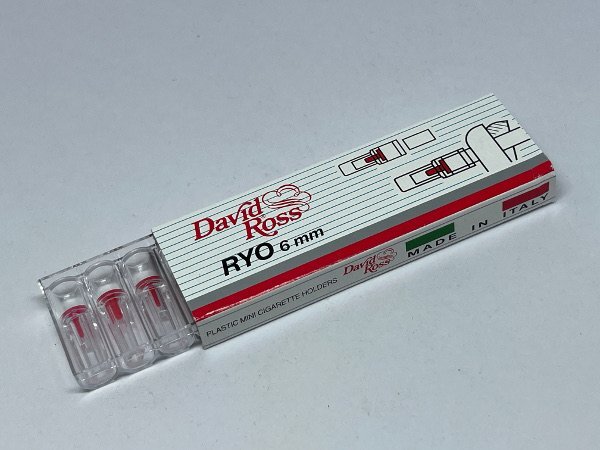 David
Ross
RYO 6 mm
PLASTIC MINI CIGARETTE HOLDERS
David
Ross
MADE IN ITALY